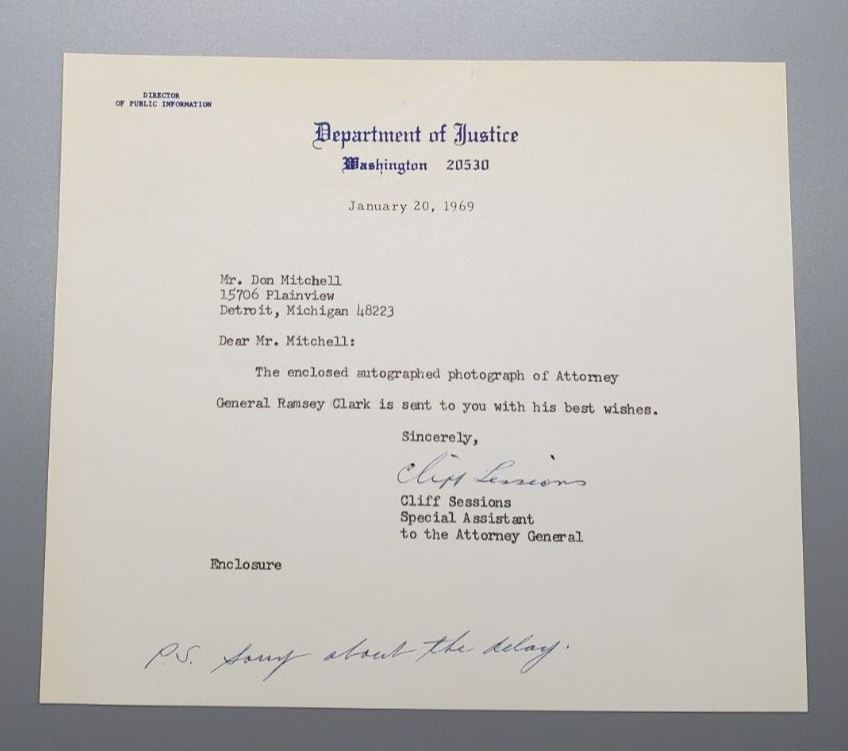 DIRECTOR
OF PUBLIC INFORMATION
Department of Justice
Washington 20530
January 20, 1969
Mr. Don Mitchell
15706 Plainview
Detroit, Michigan 48223
Dear Mr. Mitchell:
The enclosed autographed photograph of Attorney
General Ramsey Clark is sent to you with his best wishes.
Sincerely,
Cliff Sessions
Cliff Sessions
Special Assistant
to the Attorney General
Enclosure
P.S. Sorry about the delay.